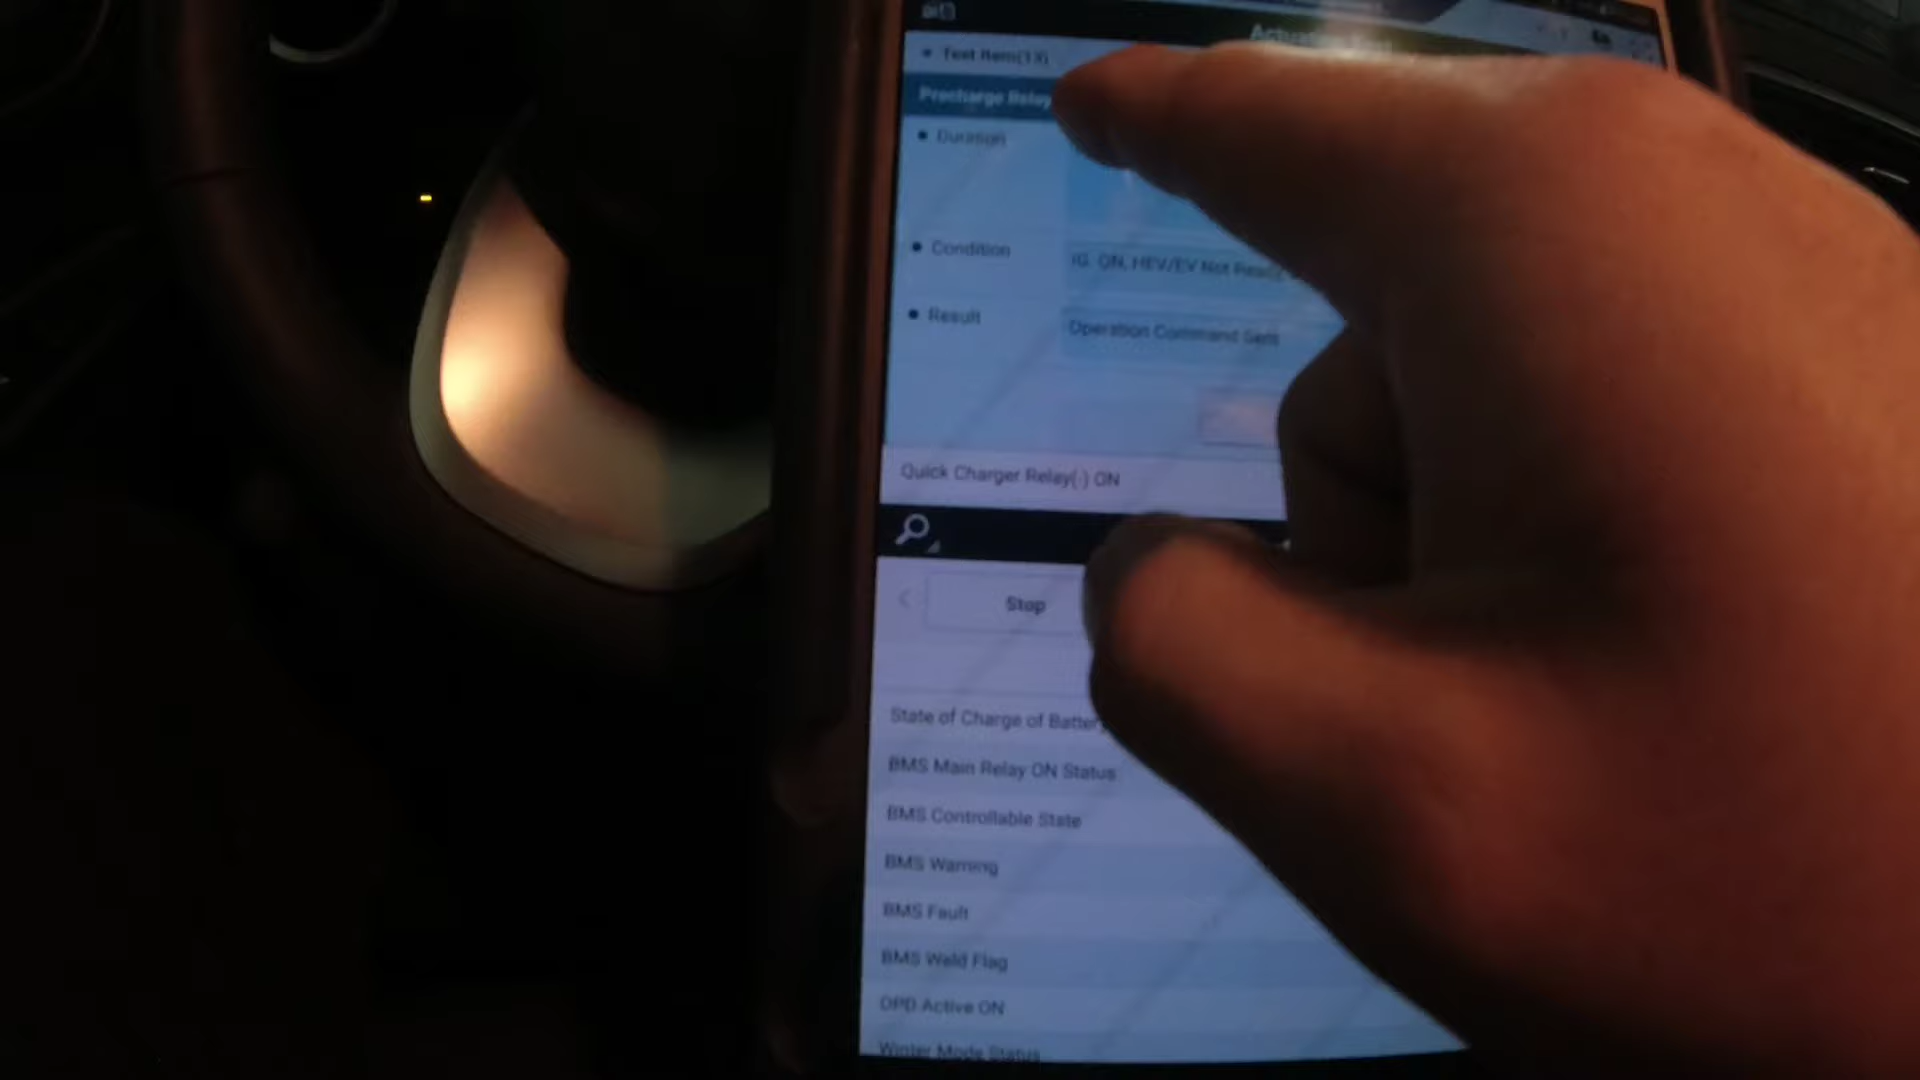 Test Item(13)
Precharge Relay
Duration
Condition
IG. ON, HEV/EV Not Ready
Result
Operation Command Sent
Quick Charger Relay(-) ON
Stop
State of Charge of Battery
BMS Main Relay ON Status
BMS Controllable State
BMS Warning
BMS Fault
BMS Weld Flag
OPD Active ON
Winter Mode Status